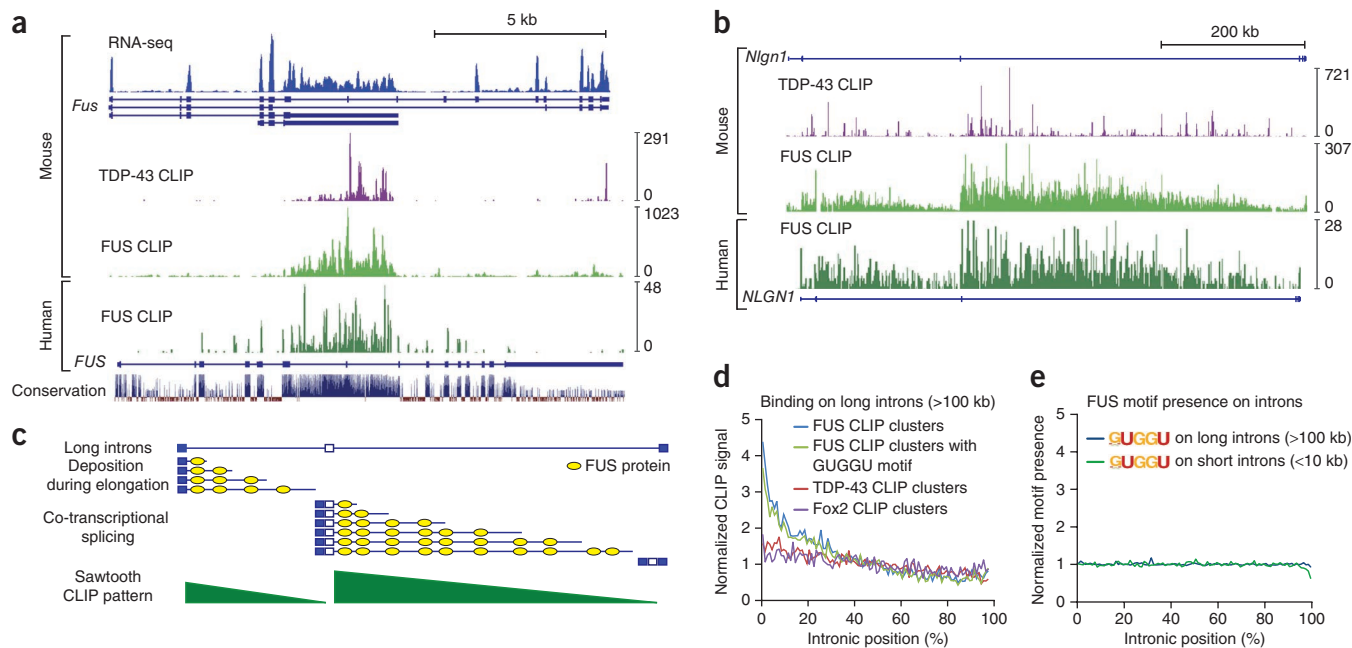 a
RNA-seq
5 kb
Fus
Mouse
291
TDP-43 CLIP
0
1023
FUS CLIP
0
Human
48
FUS CLIP
0
FUS
Conservation
b
200 kb
Nlgn1
Mouse
TDP-43 CLIP
721
0
FUS CLIP
307
0
Human
FUS CLIP
28
0
NLGN1
c
Long introns
Deposition
during elongation
FUS protein
Co-transcriptional
splicing
Sawtooth
CLIP pattern
d
Binding on long introns (>100 kb)
FUS CLIP clusters
FUS CLIP clusters with
GUGGU motif
TDP-43 CLIP clusters
Fox2 CLIP clusters
Normalized CLIP signal
5
4
3
2
1
0
0 20 40 60 80 100
Intronic position (%)
e
FUS motif presence on introns
GUGGU on long introns (>100 kb)
GUGGU on short introns (<10 kb)
Normalized motif presence
5
4
3
2
1
0
0 20 40 60 80 100
Intronic position (%)